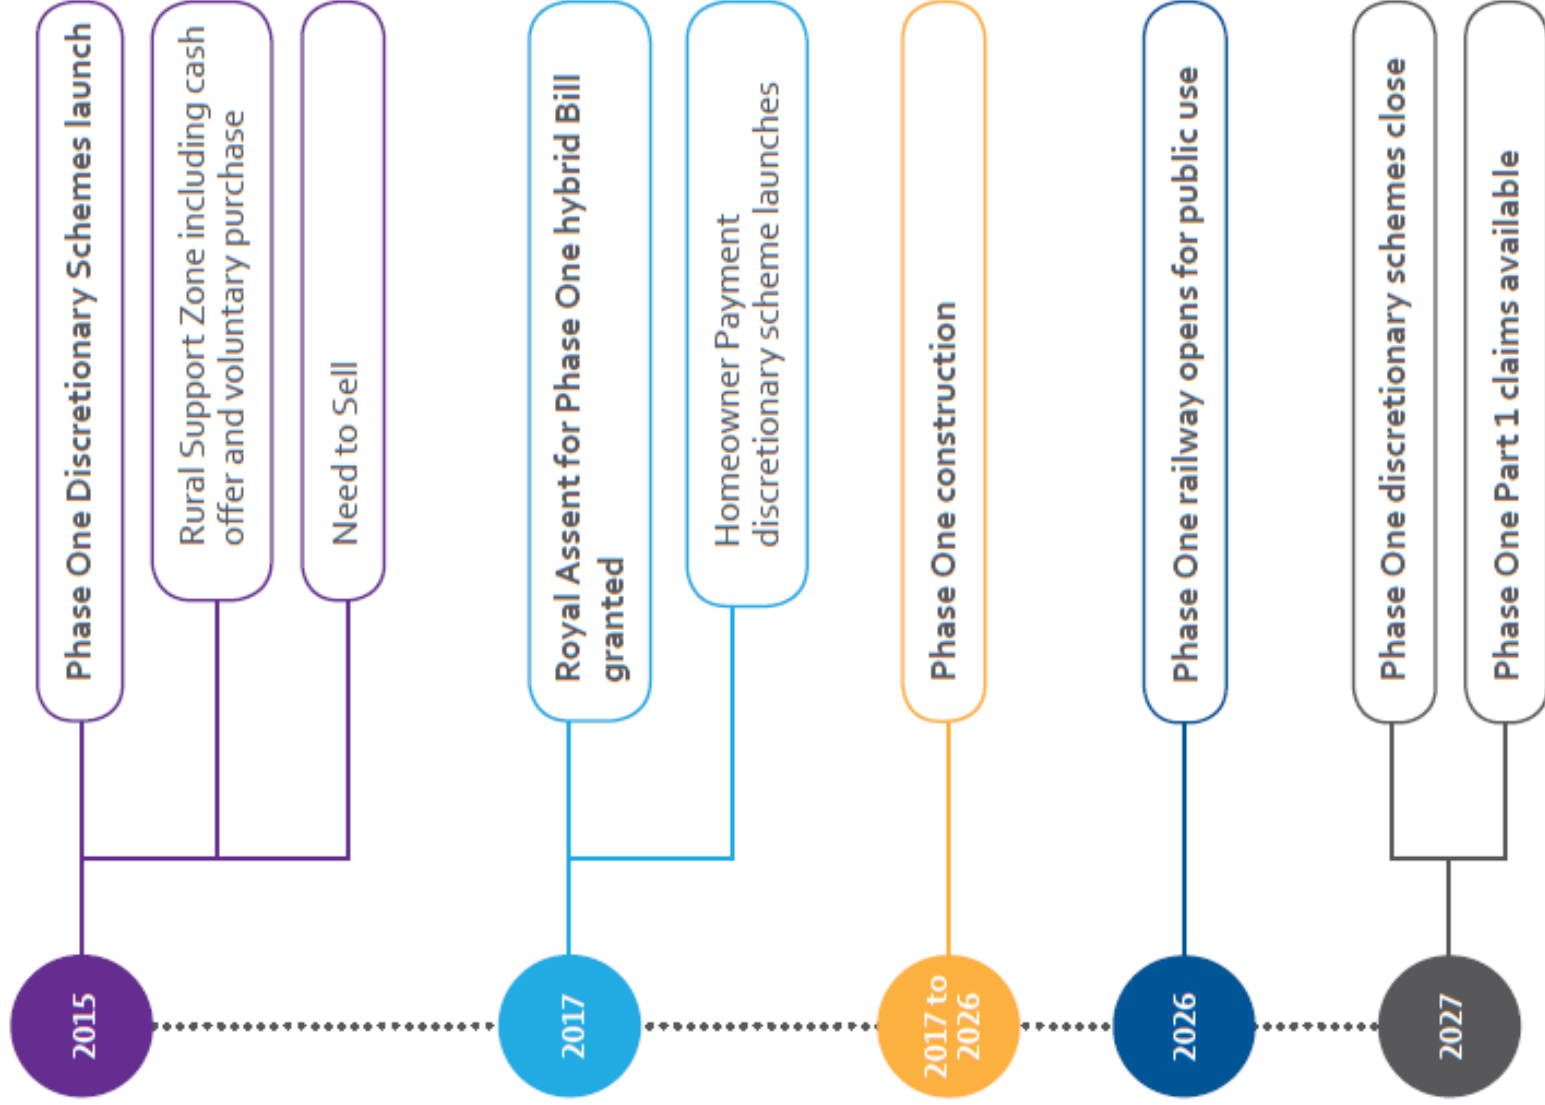 2015
Phase One Discretionary Schemes launch
Rural Support Zone including cash
offer and voluntary purchase
Need to Sell
2017
Royal Assent for Phase One hybrid Bill
granted
Homeowner Payment
discretionary scheme launches
2017 to
2026
Phase One construction
2026
Phase One railway opens for public use
2027
Phase One discretionary schemes close
Phase One Part 1 claims available